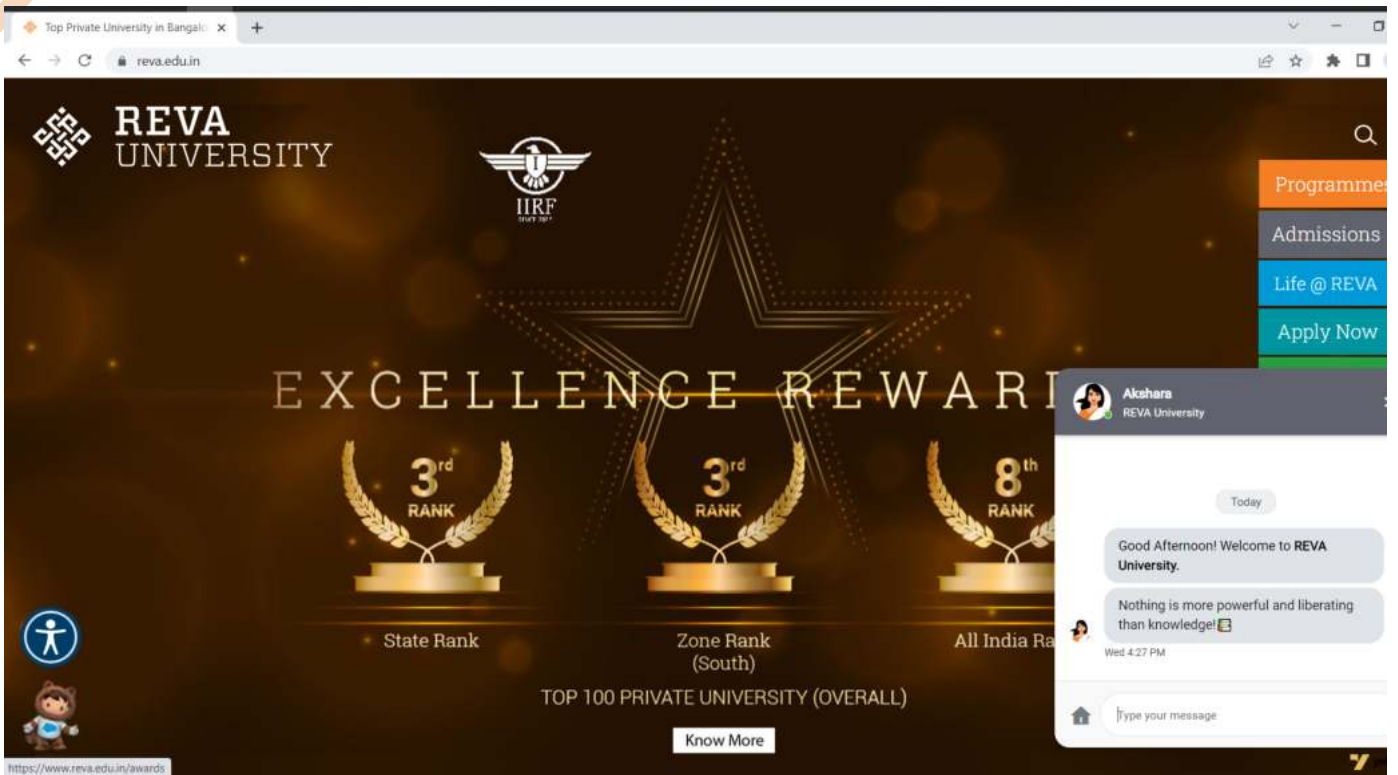 Top Private University in Bangalo
reva.edu.in
REVA
UNIVERSITY
IIRF
Programmes
Admissions
Life @ REVA
Apply Now
EXCELLENCE REWAR
3rd
RANK
3rd
RANK
8th
RANK
State Rank
Zone Rank
(South)
All India Ra
TOP 100 PRIVATE UNIVERSITY (OVERALL)
Know More
Akshara
REVA University
Today
Good Afternoon! Welcome to REVA
University.
Nothing is more powerful and liberating
than knowledge!
Wed 4:27 PM
Type your message
https://www.reva.edu.in/awards